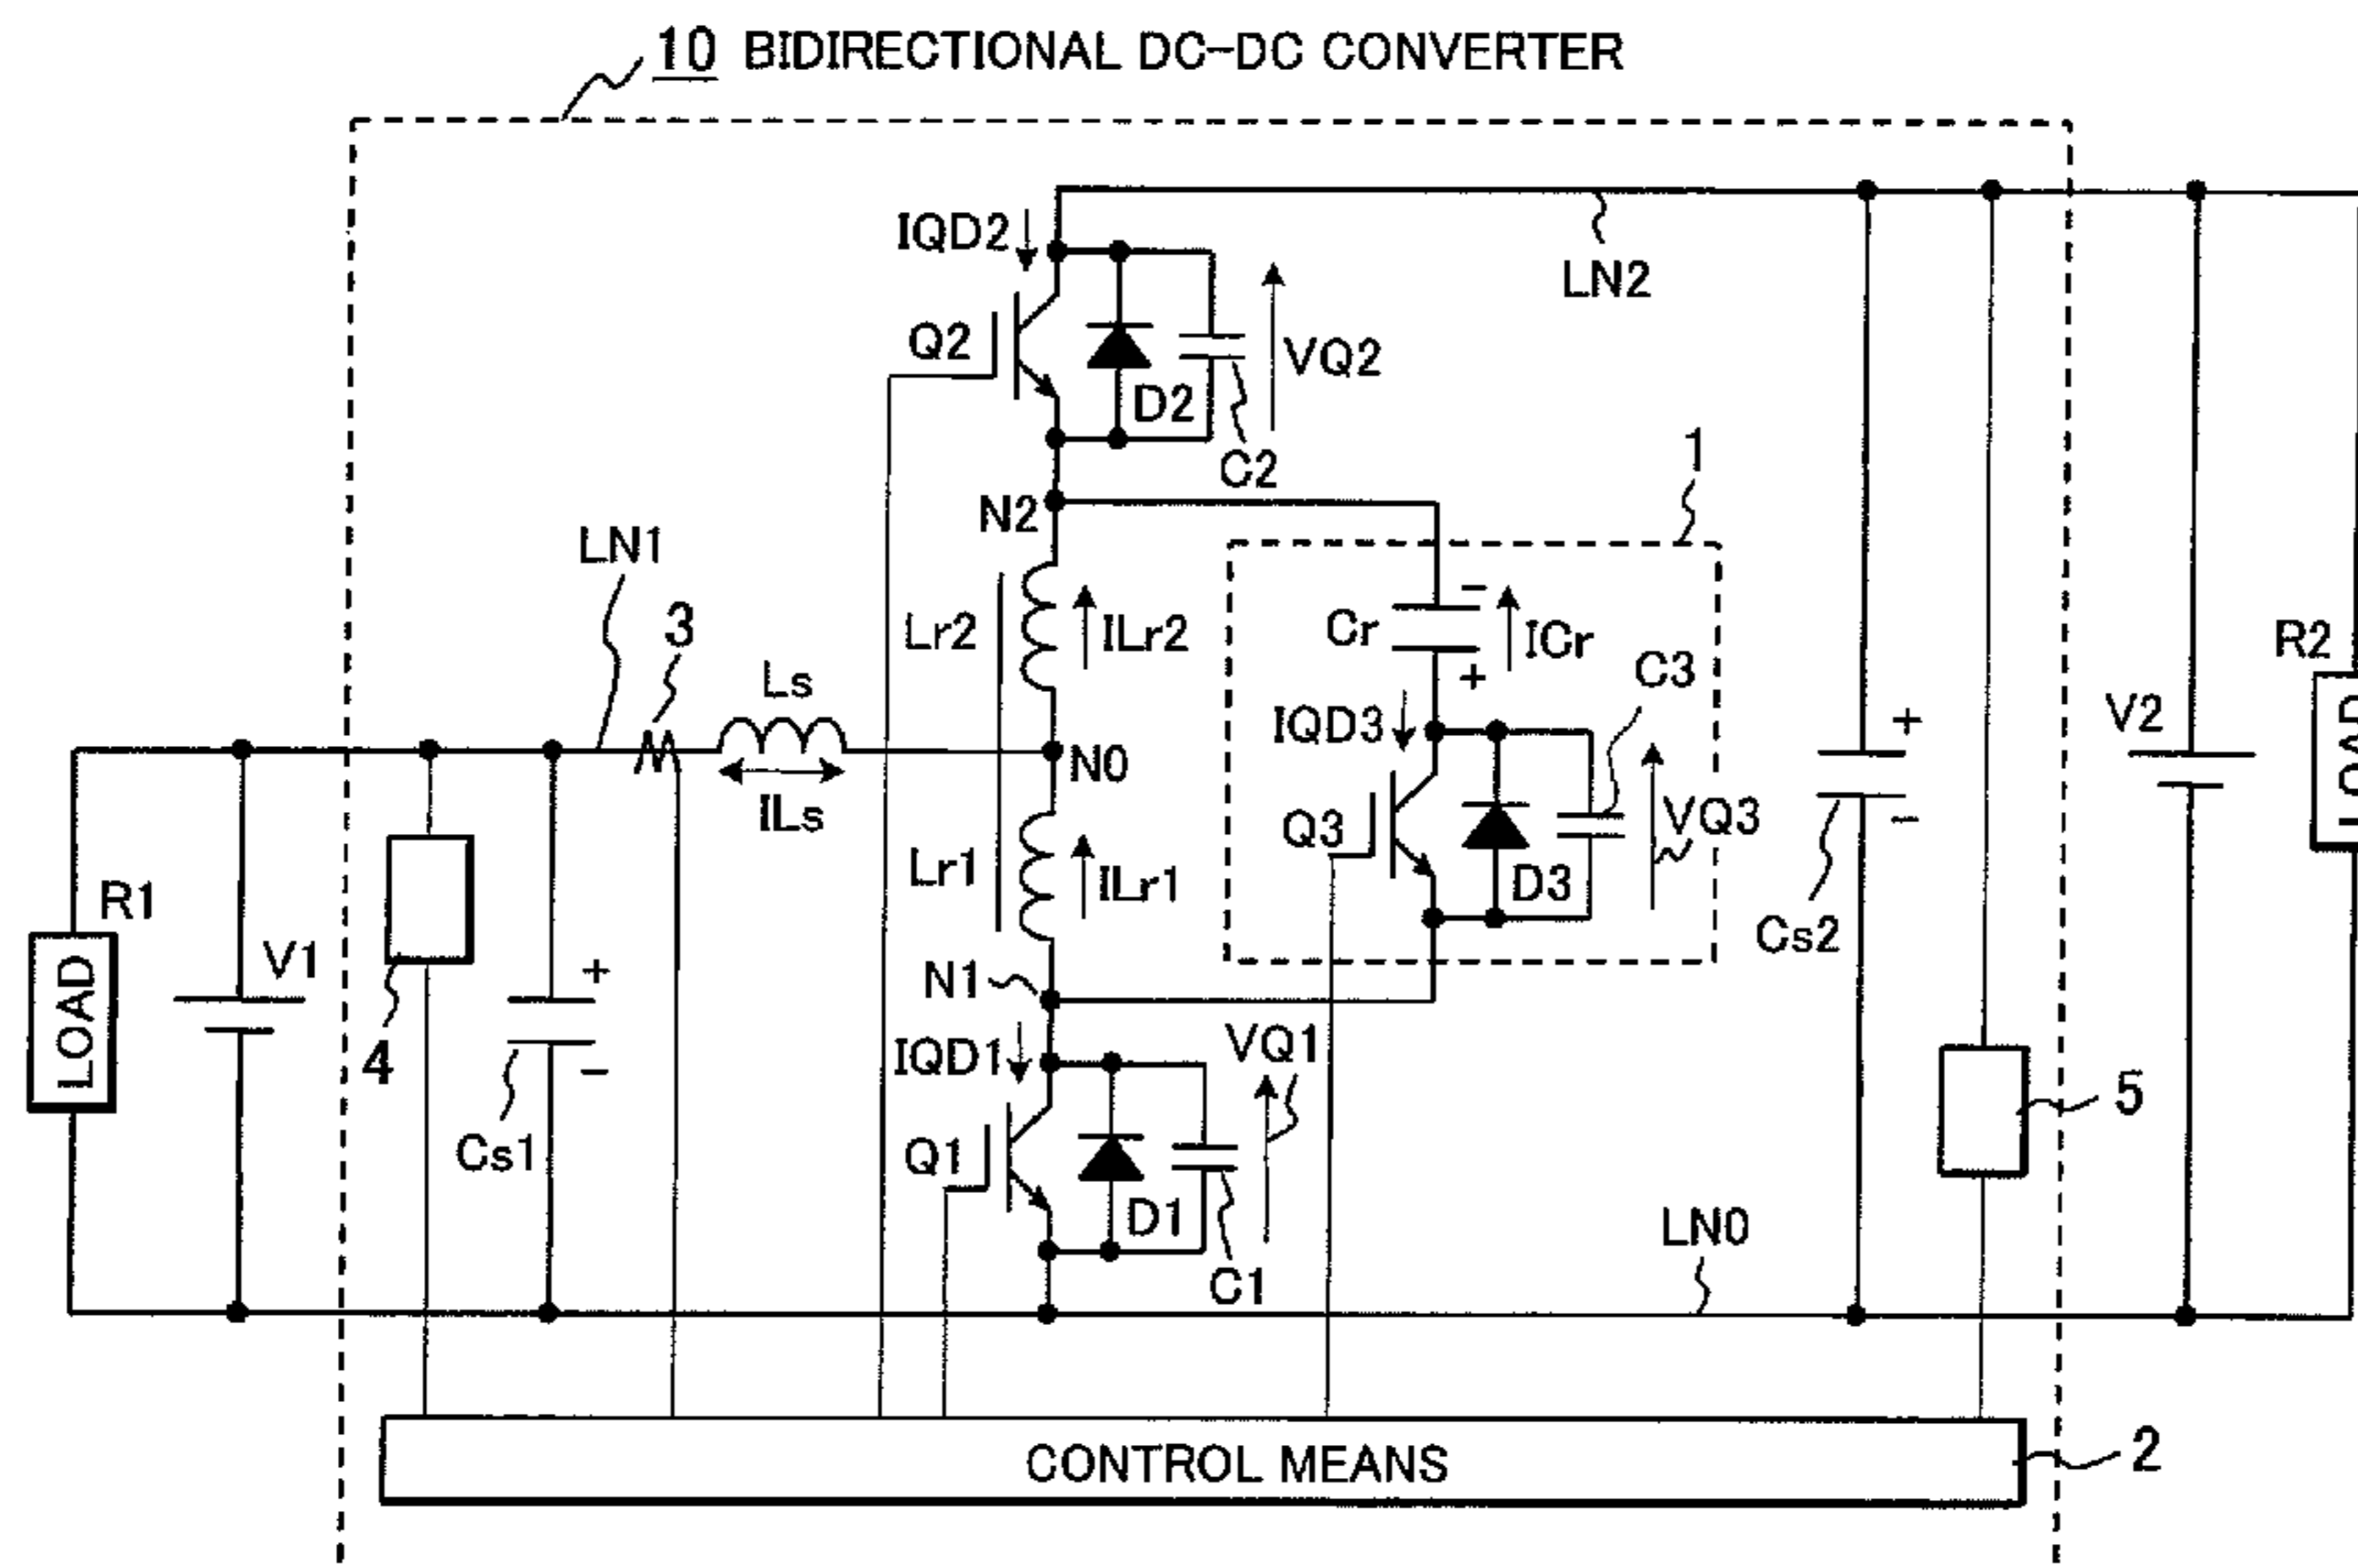 10 BIDIRECTIONAL DC-DC CONVERTER
IQD2
LN2
Q2
D2
VQ2
C2
1
N2
LN1
3
Lr2
ILr2
Cr
-
+
ICr
C3
R2
Ls
ILs
N0
IQD3
V2
LOAD
+
-
Q3
D3
VQ3
Lr1
ILr1
Cs2
R1
V1
LOAD
4
+
-
Cs1
N1
IQD1
VQ1
Q1
D1
C1
5
LN0
CONTROL MEANS
2